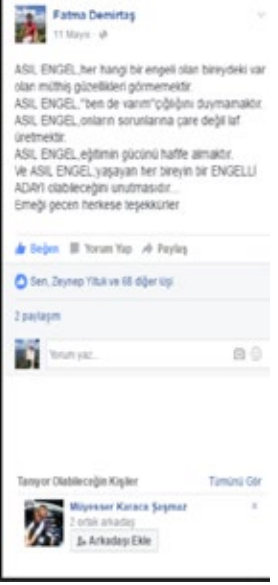 Fatma Demirtaş
11 Mayıs ·
ASIL ENGEL,her hangi bir engeli olan bireydeki var
olan müthiş güzellikleri görmemektir.
ASIL ENGEL,"ben de varım"çığlığını duymamaktır.
ASIL ENGEL,onların sorunlarına çare değil laf
üretmektir.
ASIL ENGEL,eğitimin gücünü hafife almaktır.
Ve ASIL ENGEL,yaşayan her bireyin bir ENGELLİ
ADAYI olabileceğini unutmasıdır...
Emeği geçen herkese teşekkürler
Beğen Yorum Yap Paylaş
Sen, Zeynep Yituk ve 68 diğer kişi
2 paylaşım
Yorum yaz...
Tanıyor Olabileceğin Kişiler Tümünü Gör
Müyesser Karaca Şaşmaz x
2 ortak arkadaş
Arkadaşı Ekle